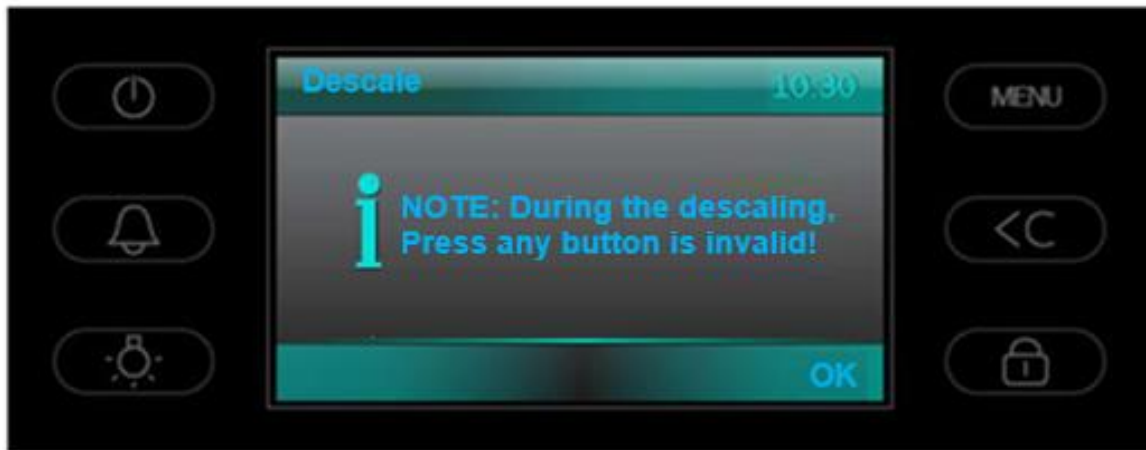 Descale 10:30
MENU
NOTE: During the descaling,
Press any button is invalid!
<C
OK